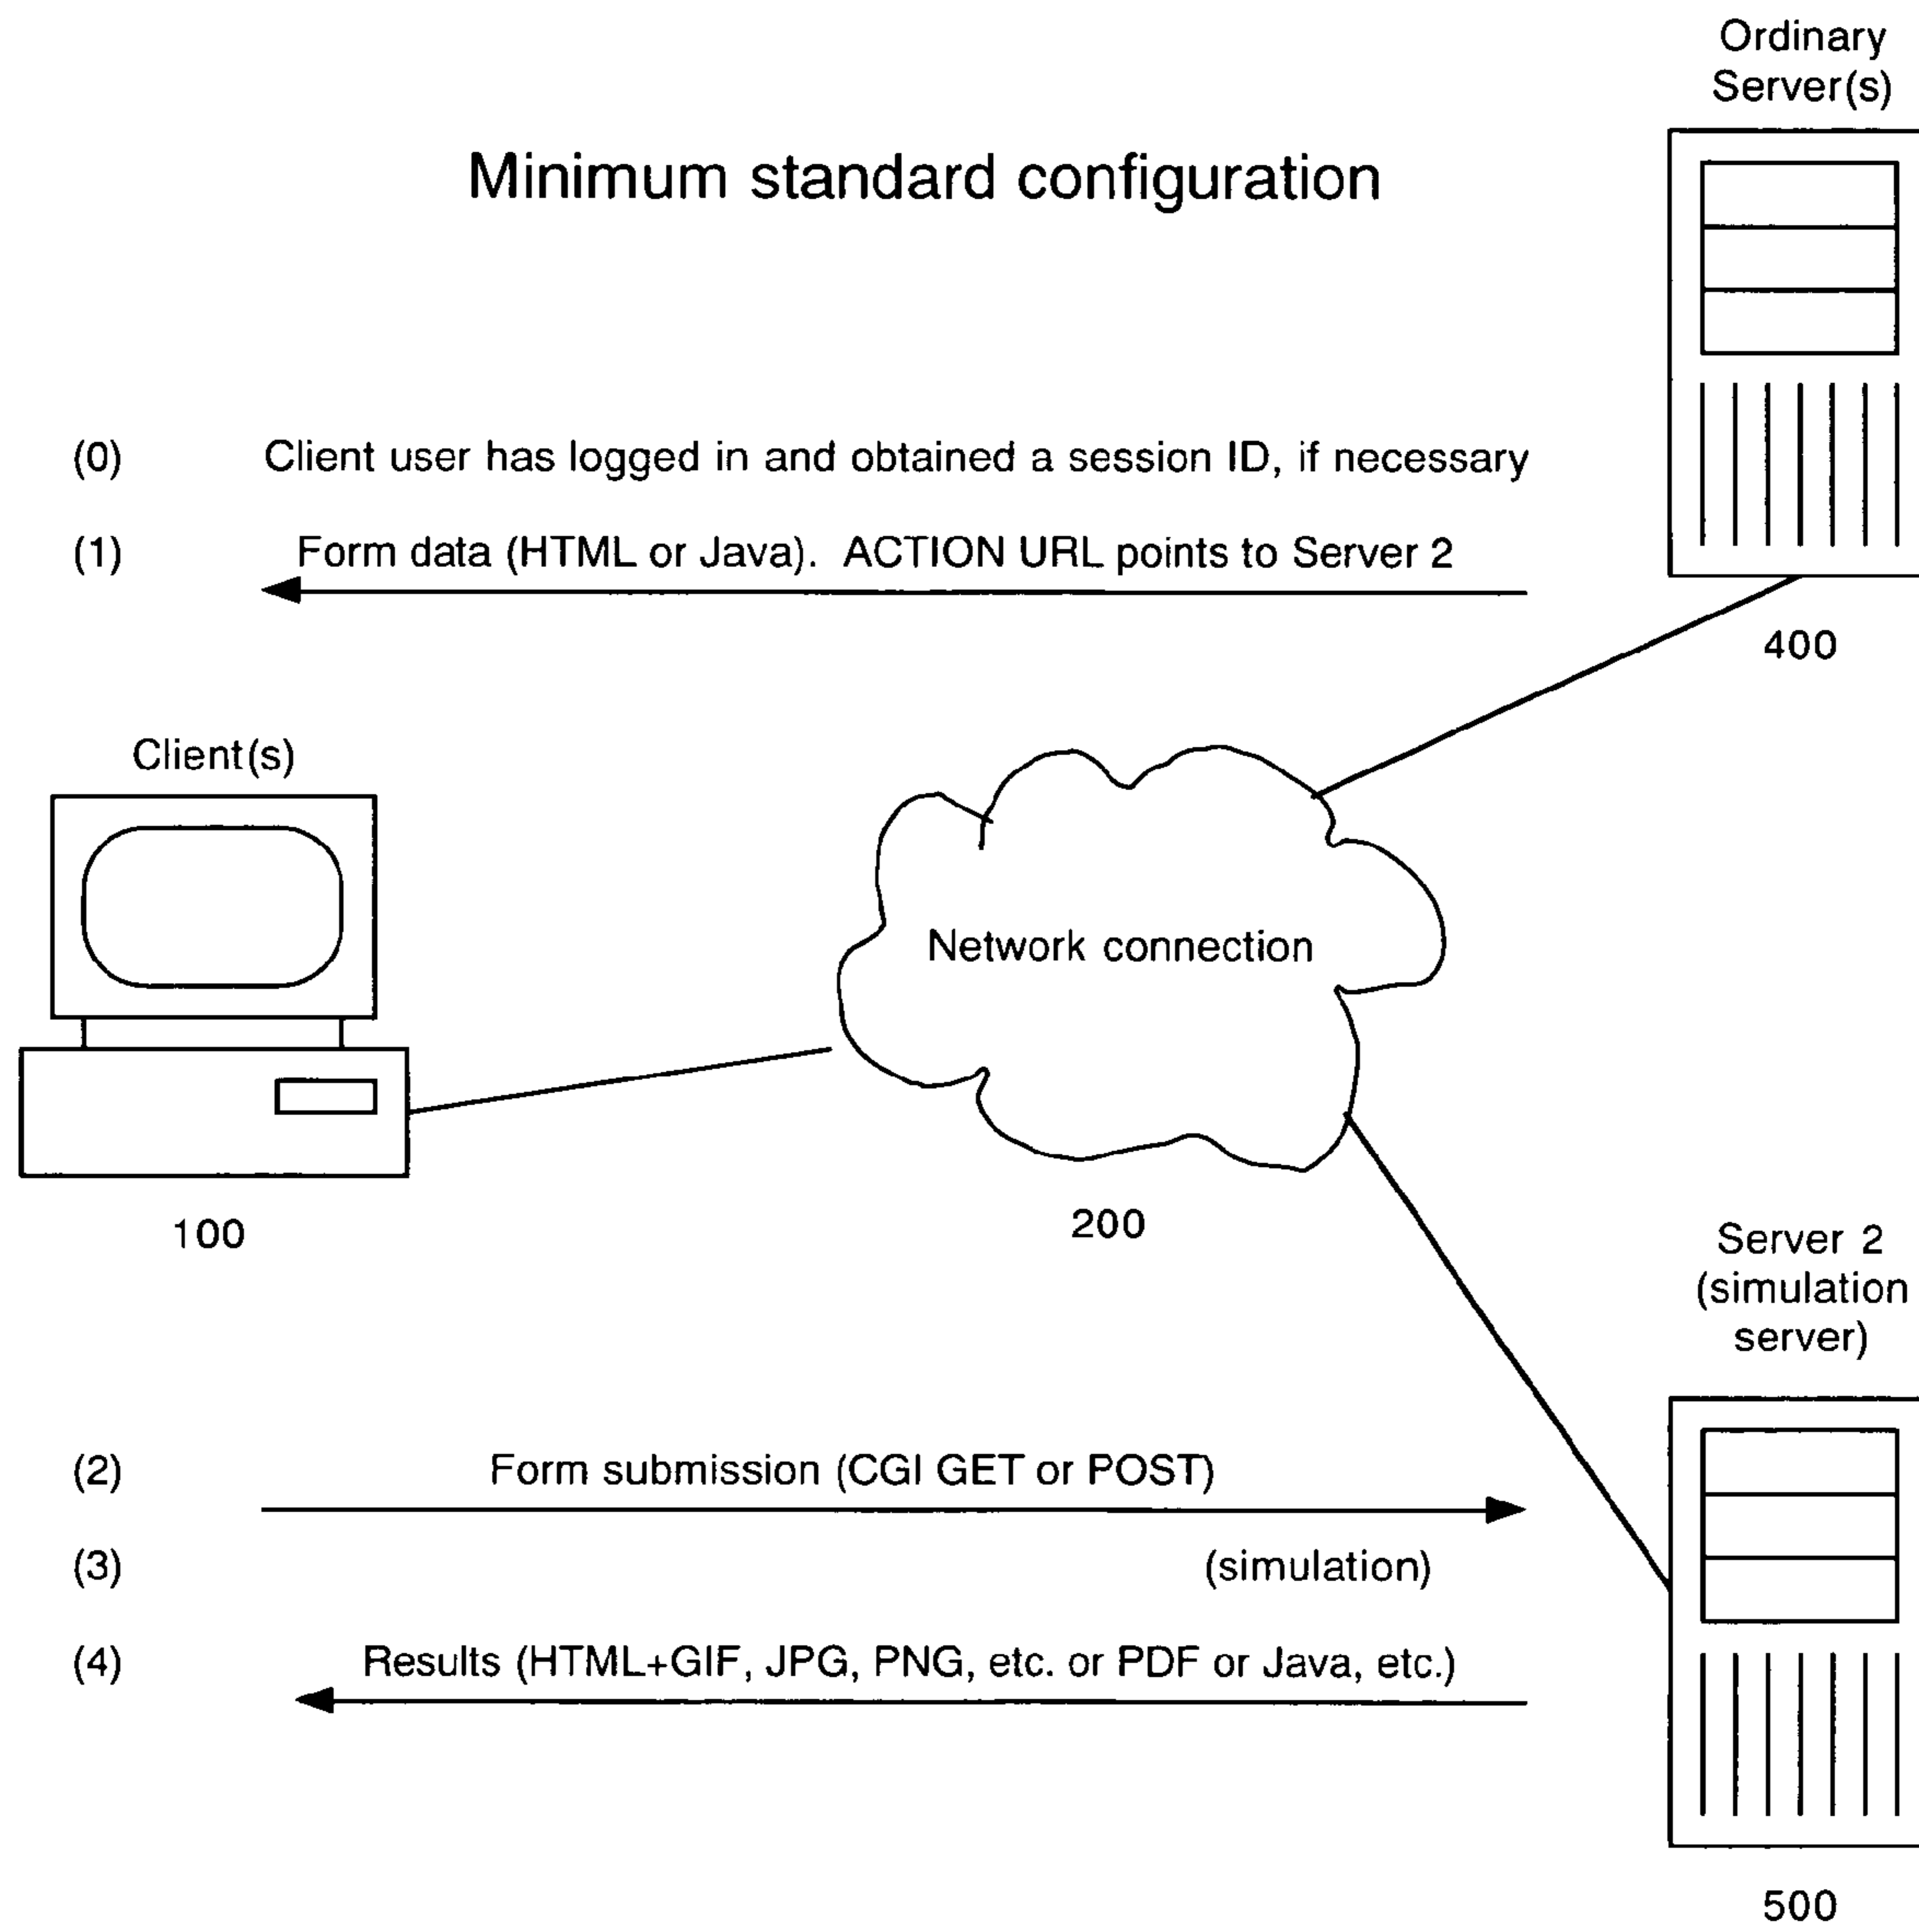 Ordinary
Server(s)
Minimum standard configuration
(0) Client user has logged in and obtained a session ID, if necessary
(1) Form data (HTML or Java). ACTION URL points to Server 2
400
Client(s)
Network connection
100
200
Server 2
(simulation
server)
(2) Form submission (CGI GET or POST)
(3) (simulation)
(4) Results (HTML+GIF, JPG, PNG, etc. or PDF or Java, etc.)
500